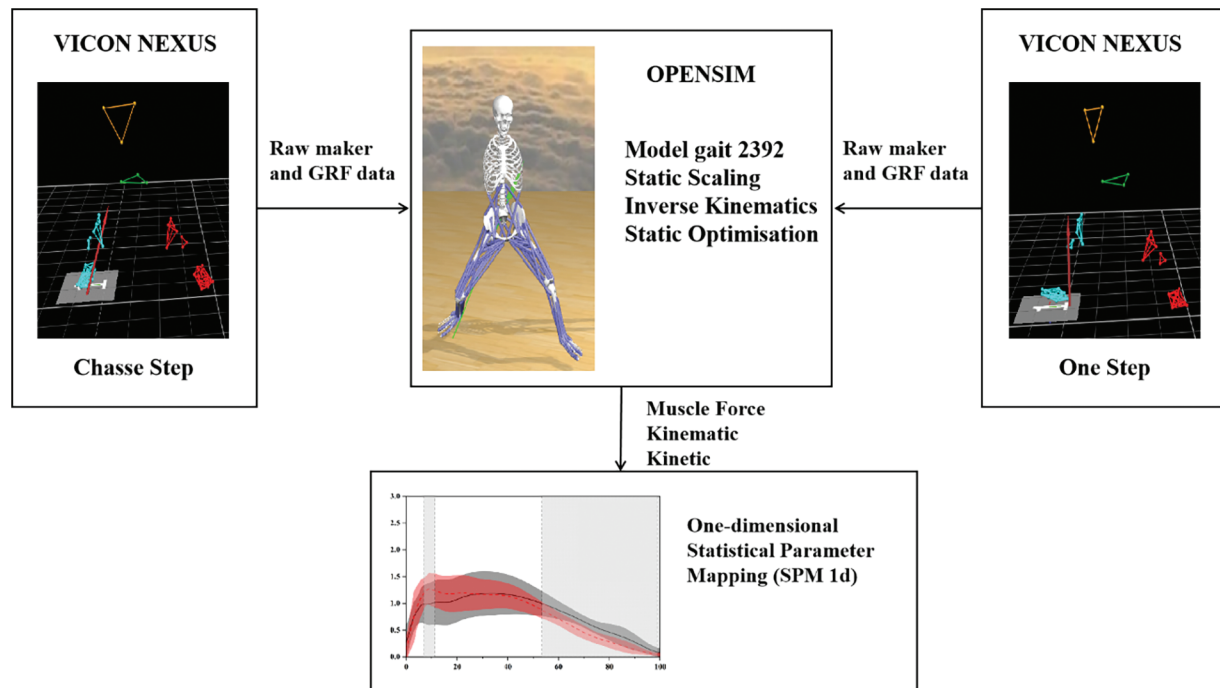 VICON NEXUS
Chasse Step
Raw maker
and GRF data
OPENSIM
Model gait 2392
Static Scaling
Inverse Kinematics
Static Optimisation
Raw maker
and GRF data
VICON NEXUS
One Step
Muscle Force
Kinematic
Kinetic
3.0
2.5
2.0
1.5
1.0
0.5
0.0
0 20 40 60 80 100
One-dimensional
Statistical Parameter
Mapping (SPM 1d)